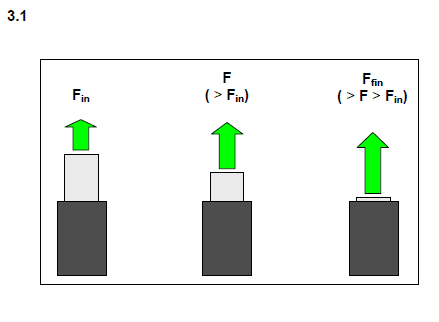 3.1
Fin
F
( > Fin)
Ffin
( > F > Fin)